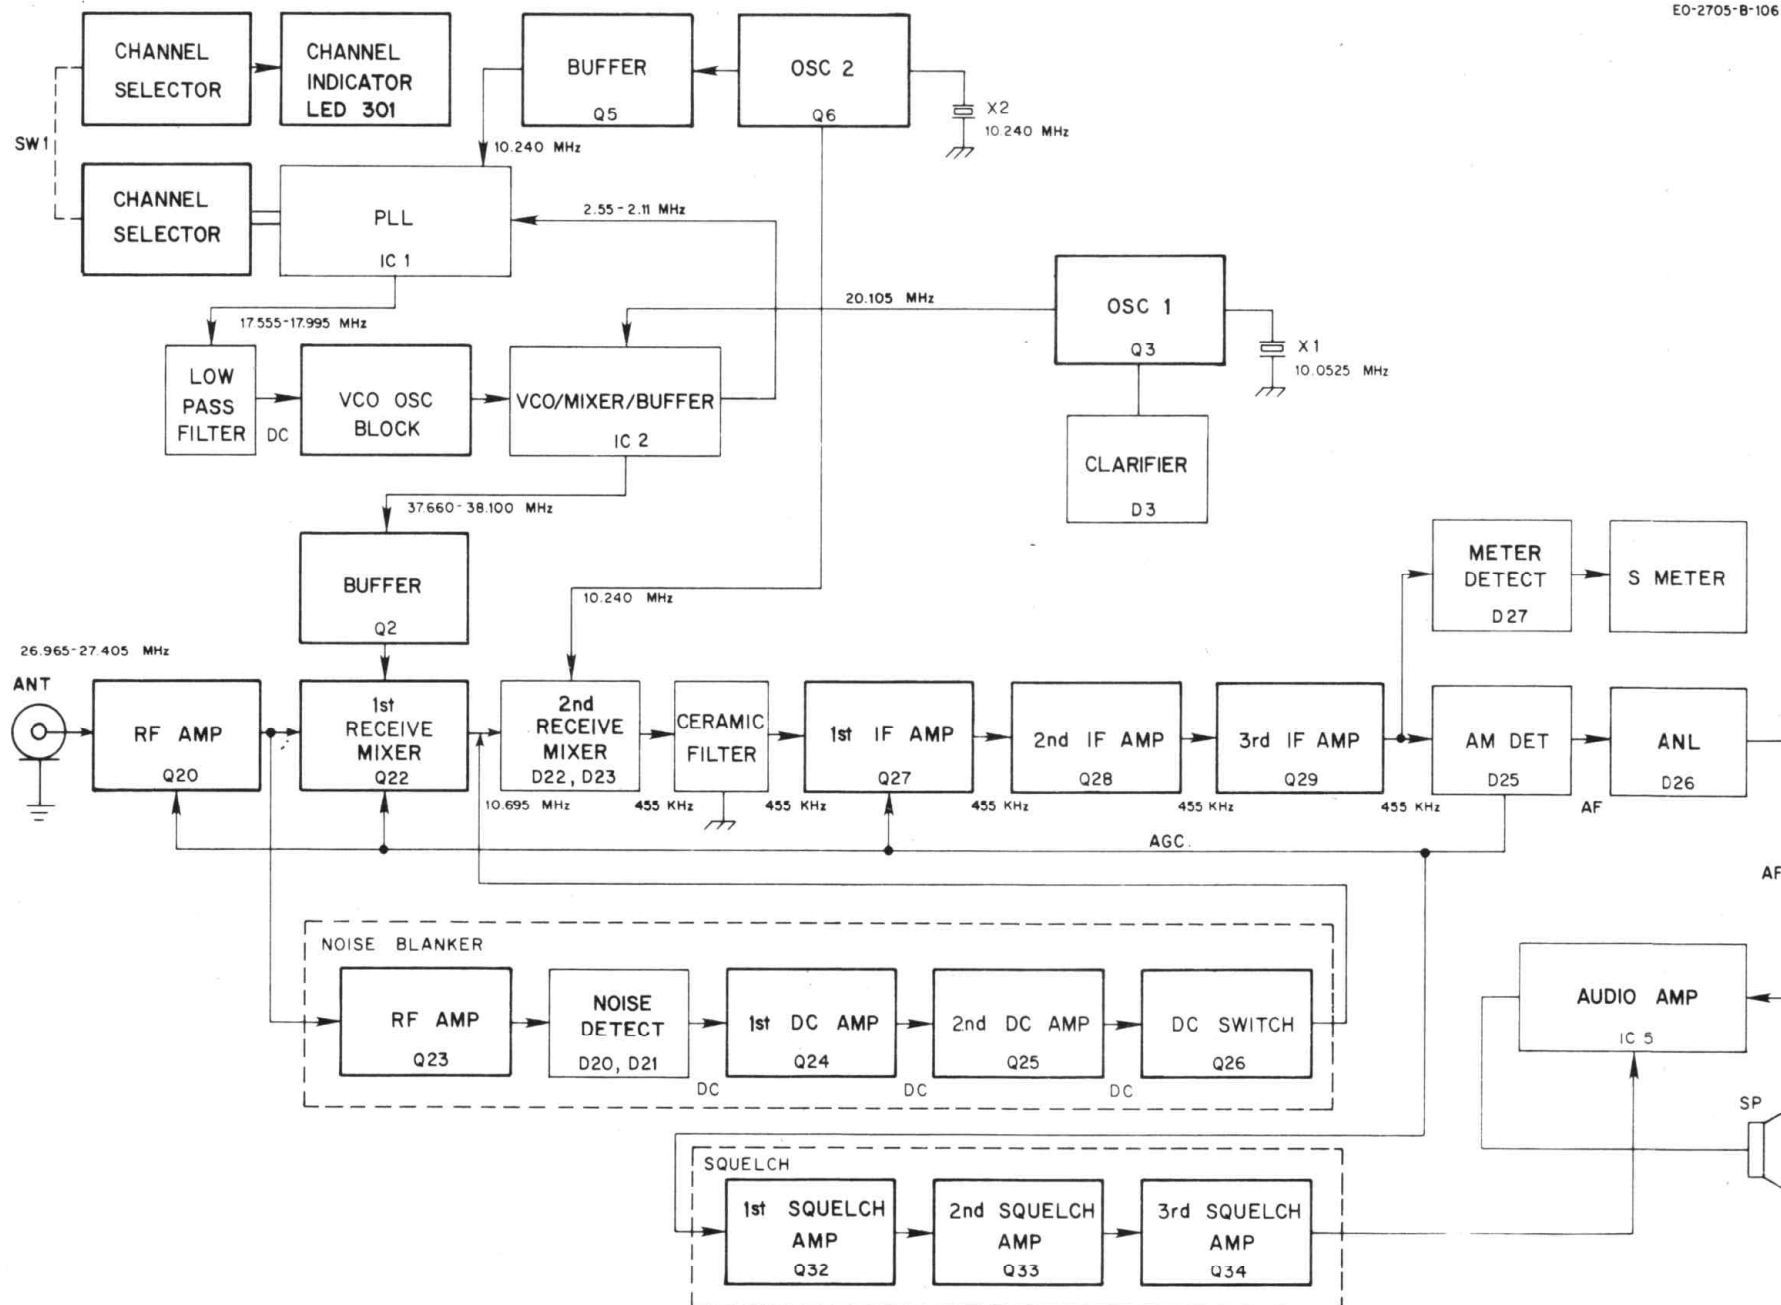 EO-2705-B-106
CHANNEL
SELECTOR
CHANNEL
INDICATOR
LED 301
BUFFER
Q5
OSC 2
Q6
X2
10.240 MHz
SW1
10.240 MHz
CHANNEL
SELECTOR
PLL
IC 1
2.55-2.11 MHz
17.555-17.995 MHz
20.105 MHz
OSC 1
Q3
X1
10.0525 MHz
LOW
PASS
FILTER
DC
VCO OSC
BLOCK
VCO/MIXER/BUFFER
IC 2
CLARIFIER
D3
37.660-38.100 MHz
BUFFER
Q2
10.240 MHz
METER
DETECT
D27
S METER
26.965-27.405 MHz
ANT
RF AMP
Q20
1st
RECEIVE
MIXER
Q22
2nd
RECEIVE
MIXER
D22, D23
CERAMIC
FILTER
1st IF AMP
Q27
2nd IF AMP
Q28
3rd IF AMP
Q29
AM DET
D25
ANL
D26
10.695 MHz
455 KHz
455 KHz
455 KHz
455 KHz
455 KHz
AF
AGC.
AF
NOISE BLANKER
RF AMP
Q23
NOISE
DETECT
D20, D21
DC
1st DC AMP
Q24
DC
2nd DC AMP
Q25
DC
DC SWITCH
Q26
AUDIO AMP
IC 5
SP
SQUELCH
1st SQUELCH
AMP
Q32
2nd SQUELCH
AMP
Q33
3rd SQUELCH
AMP
Q34